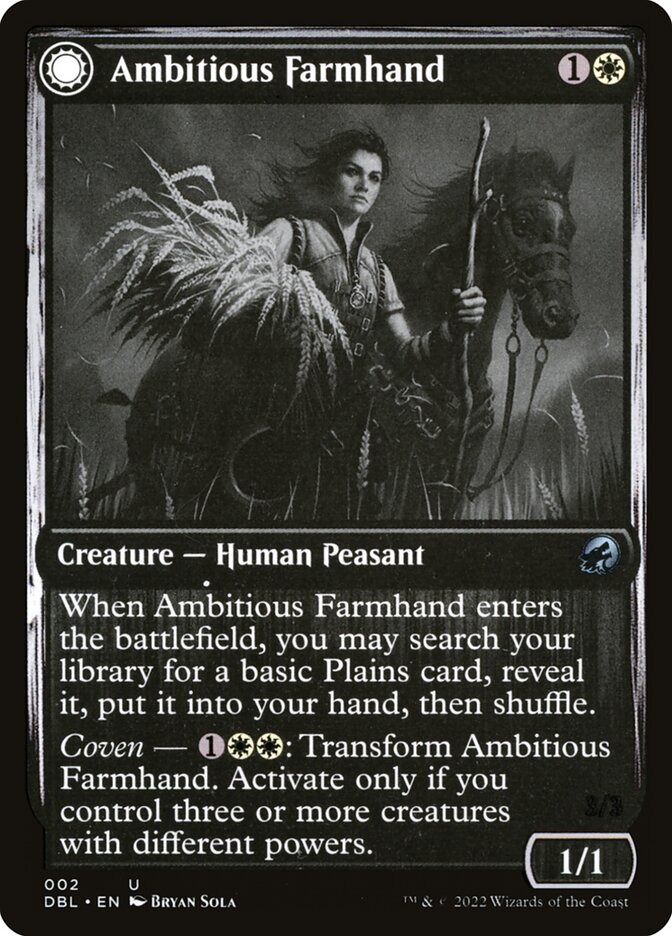 Ambitious Farmhand 1
Creature — Human Peasant
When Ambitious Farmhand enters
the battlefield, you may search your
library for a basic Plains card, reveal
it, put it into your hand, then shuffle.
Coven — 1: Transform Ambitious
Farmhand. Activate only if you
control three or more creatures
with different powers.
3/3
1/1
002 U
DBL • EN Bryan Sola
™ & © 2022 Wizards of the Coast